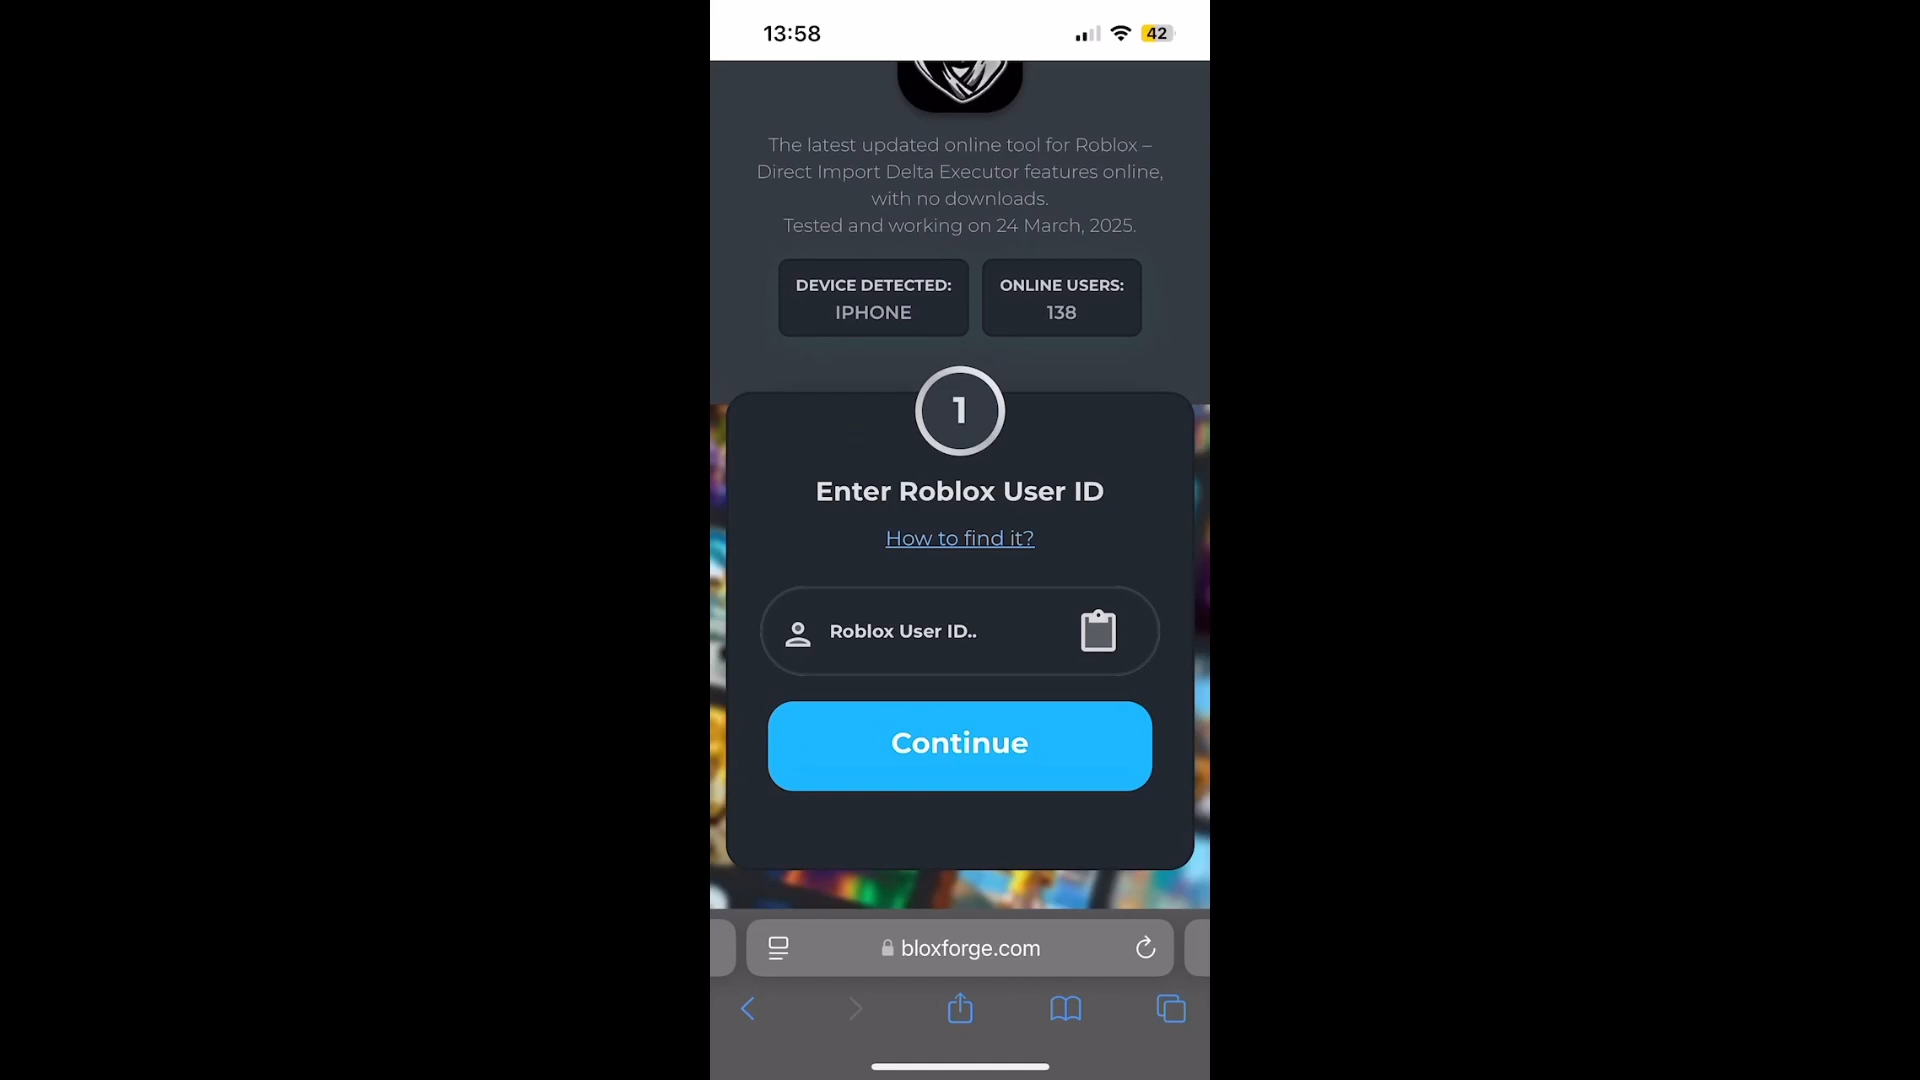 13:58
42
The latest updated online tool for Roblox –
Direct Import Delta Executor features online,
with no downloads.
Tested and working on 24 March, 2025.
DEVICE DETECTED:
IPHONE
ONLINE USERS:
138
1
Enter Roblox User ID
How to find it?
Roblox User ID..
Continue
bloxforge.com